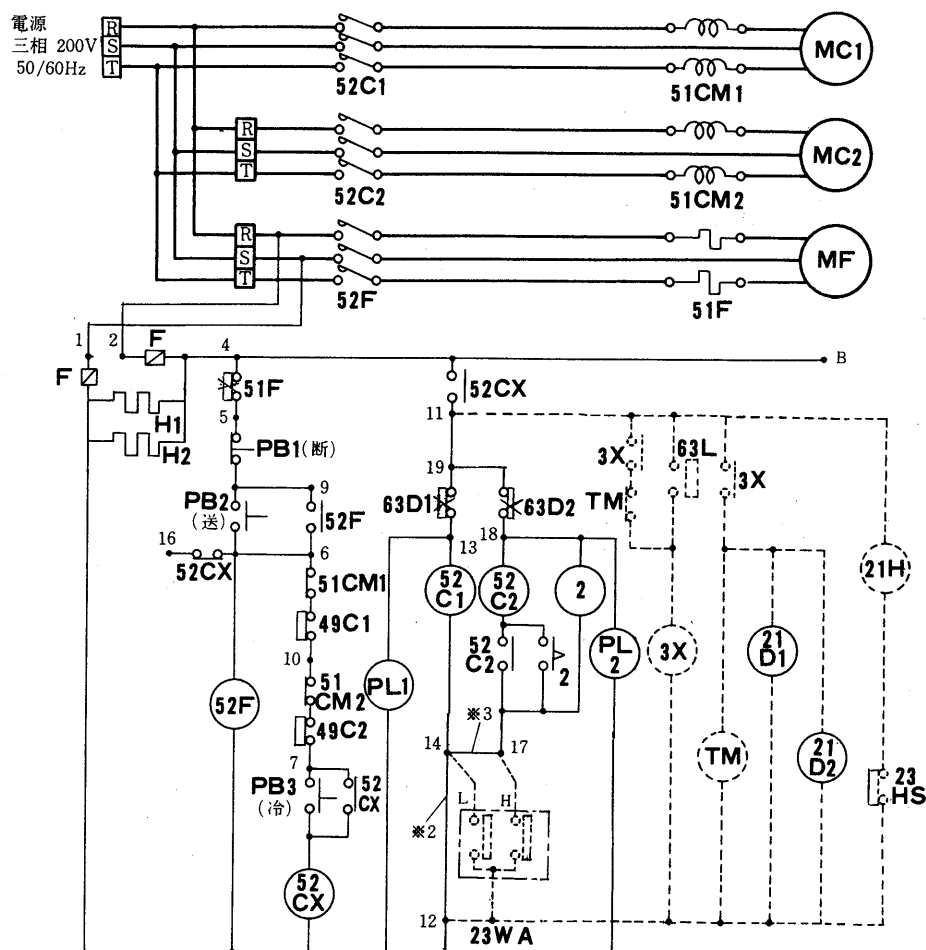 電源
三相 200V
50/60Hz
R
S
T
52C1
51CM1
MC1
R
S
T
52C2
51CM2
MC2
R
S
T
52F
51F
MF
1
2
F
4
B
F
H1
H2
51F
5
PB1(断)
9
PB2
(送)
52F
16
52CX
6
51CM1
49C1
10
51
CM2
49C2
52F
7
PB3
(冷)
52
CX
52
CX
52CX
11
19
63D1
63D2
13
18
52
C1
52
C2
2
52
C2
2
PL1
PL
2
※3
14
17
※2
L
H
12
23WA
3X
63L
3X
TM
3X
21
D1
TM
21
D2
21H
23
HS